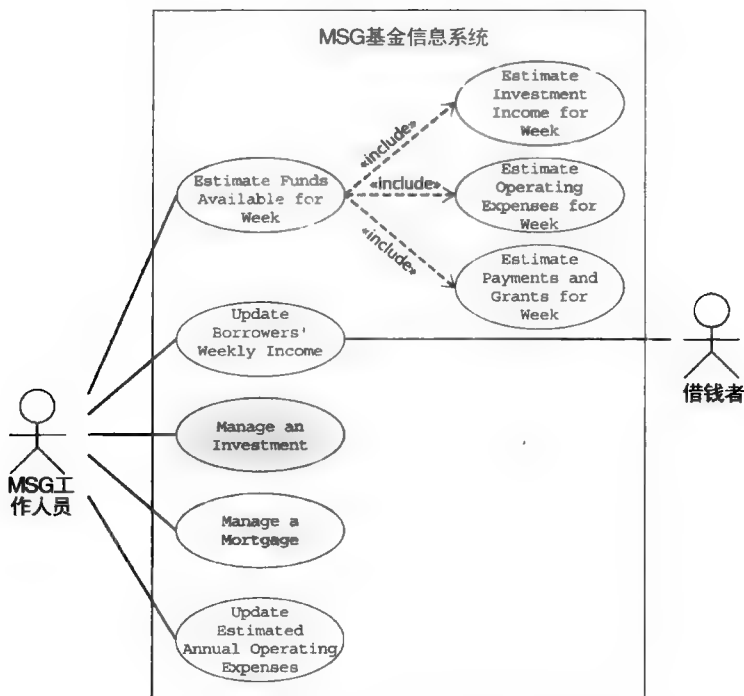 MSG基金信息系统
Estimate
Investment
Income for
Week
«include»
Estimate Funds
Available for
Week
«include»
Estimate
Operating
Expenses for
Week
«include»
Estimate
Payments and
Grants for
Week
Update
Borrowers'
Weekly Income
借钱者
Manage an
Investment
MSG工
作人员
Manage a
Mortgage
Update
Estimated
Annual Operating
Expenses